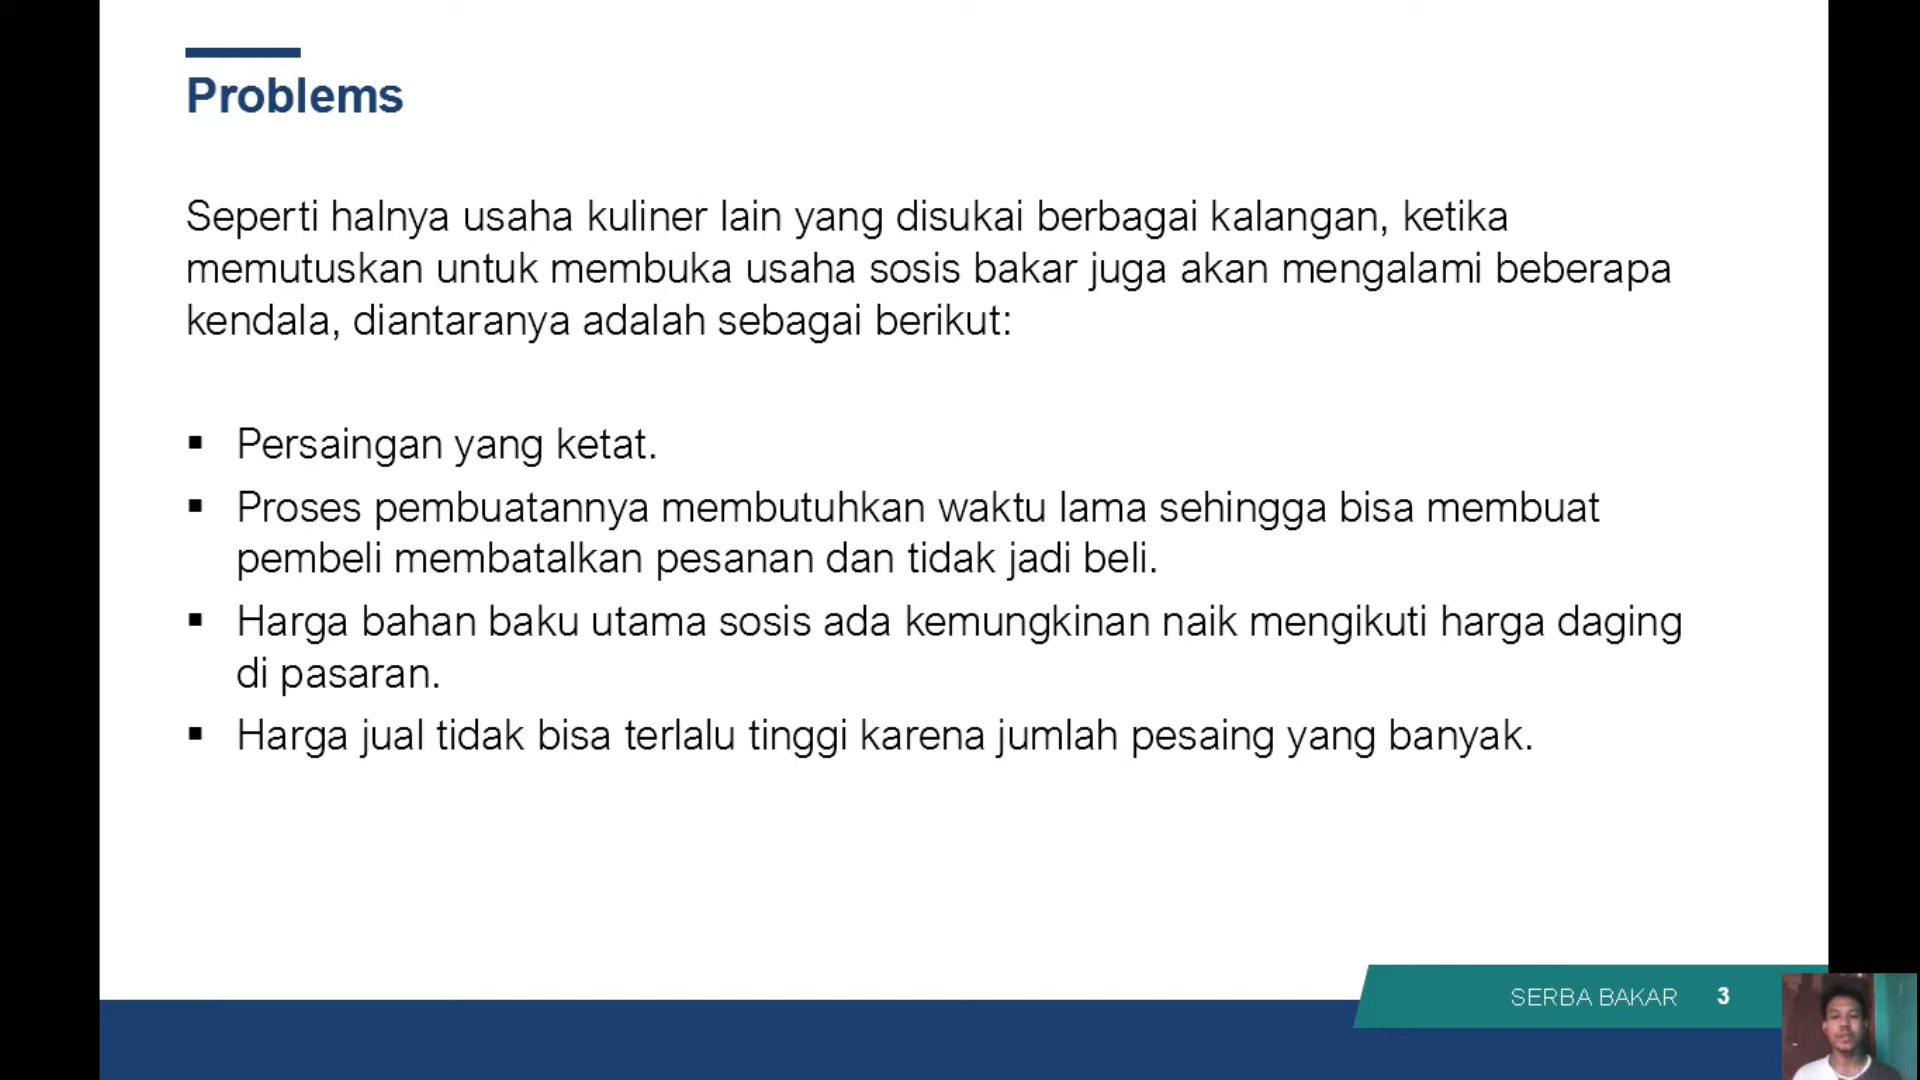 Problems
Seperti halnya usaha kuliner lain yang disukai berbagai kalangan, ketika
memutuskan untuk membuka usaha sosis bakar juga akan mengalami beberapa
kendala, diantaranya adalah sebagai berikut:
▪ Persaingan yang ketat.
▪ Proses pembuatannya membutuhkan waktu lama sehingga bisa membuat
pembeli membatalkan pesanan dan tidak jadi beli.
▪ Harga bahan baku utama sosis ada kemungkinan naik mengikuti harga daging
di pasaran.
▪ Harga jual tidak bisa terlalu tinggi karena jumlah pesaing yang banyak.
SERBA BAKAR 3